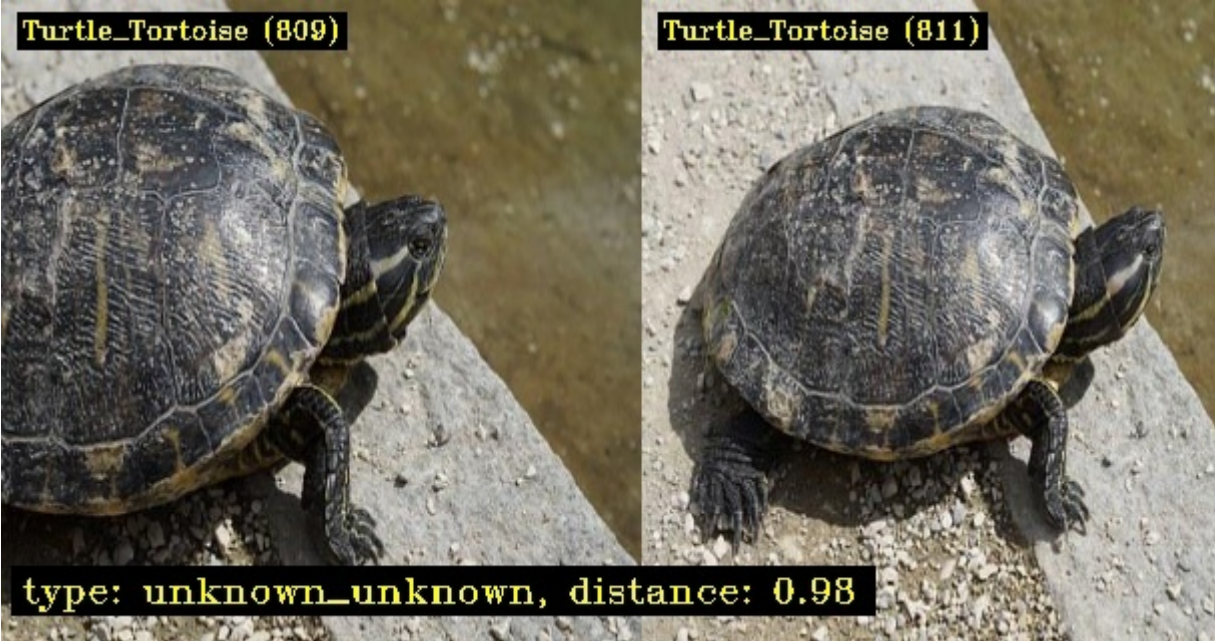 Turtle_Tortoise (809)
Turtle_Tortoise (811)
type: unknown_unknown, distance: 0.98